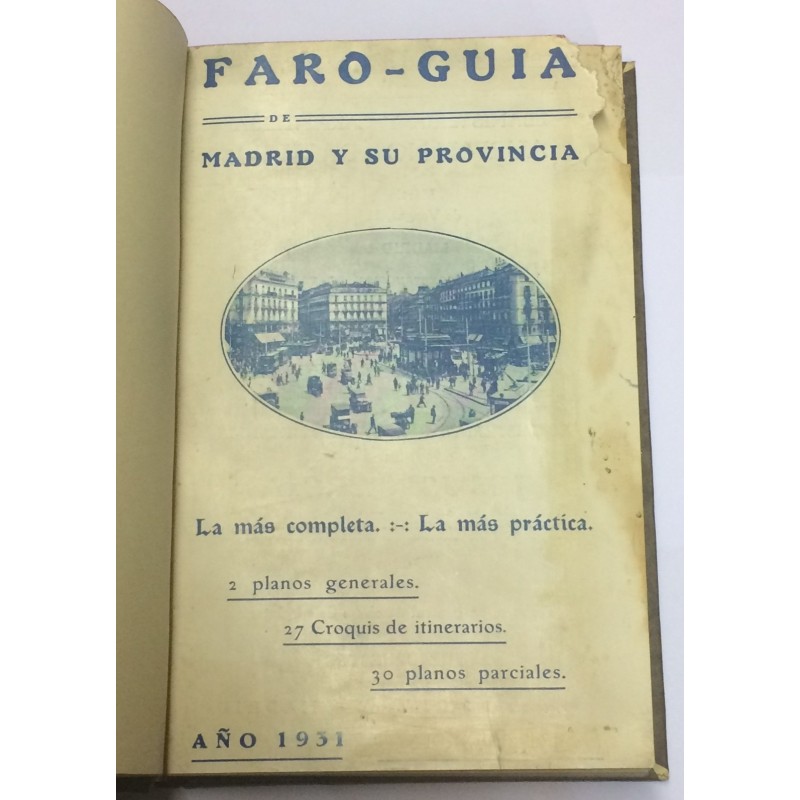 FARO-GUIA
DE
MADRID Y SU PROVINCIA
La más completa. :-: La más práctica.
2 planos generales.
27 Croquis de itinerarios.
30 planos parciales.
AÑO 1931